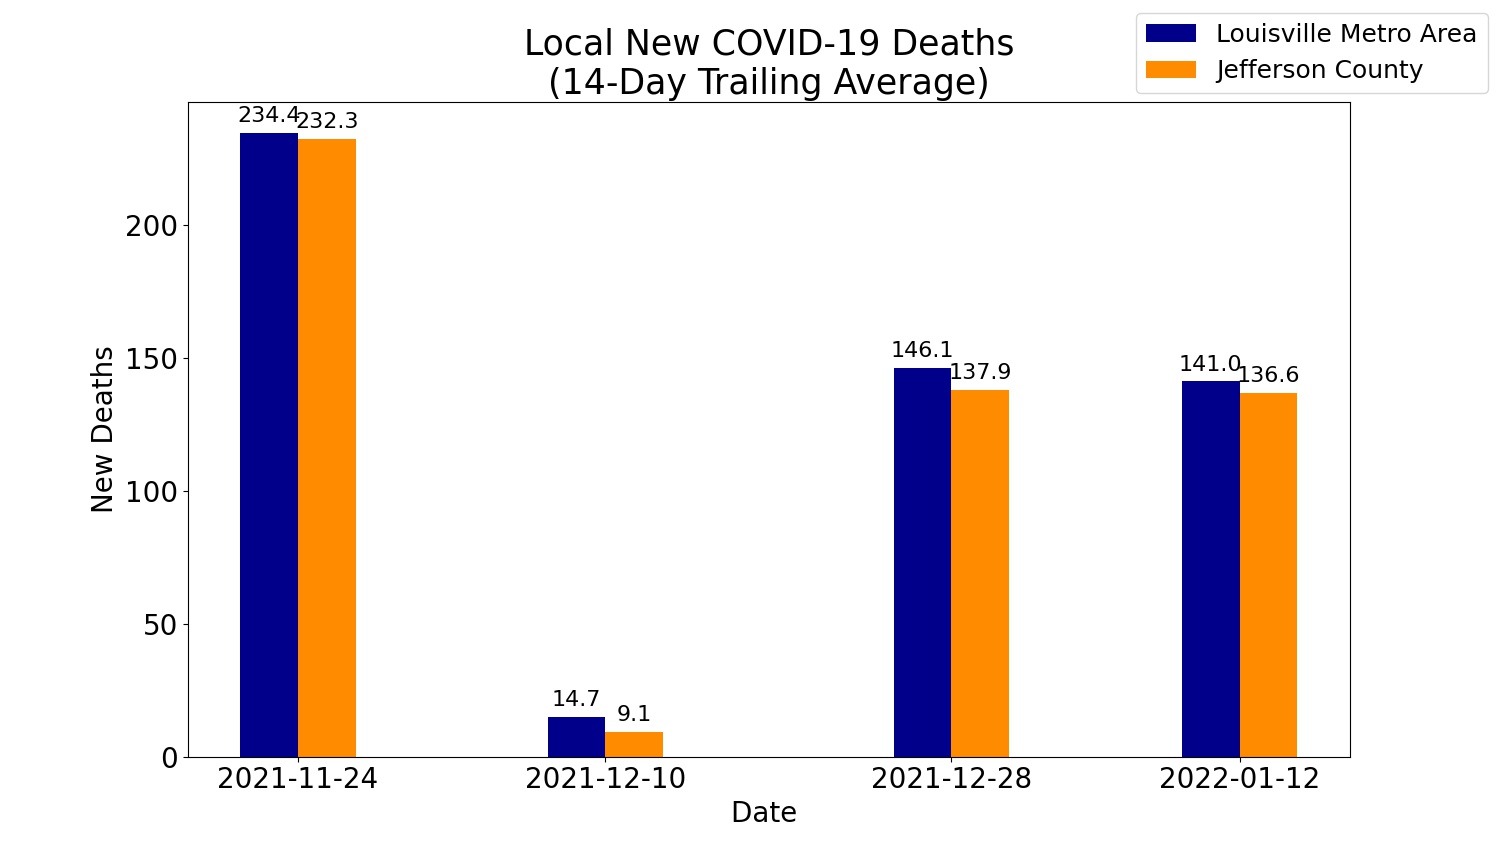 Local New COVID-19 Deaths
(14-Day Trailing Average)
Louisville Metro Area
Jefferson County
234.4
232.3
14.7
9.1
146.1
137.9
141.0
136.6
200
150
100
50
0
New Deaths
2021-11-24
2021-12-10
2021-12-28
2022-01-12
Date